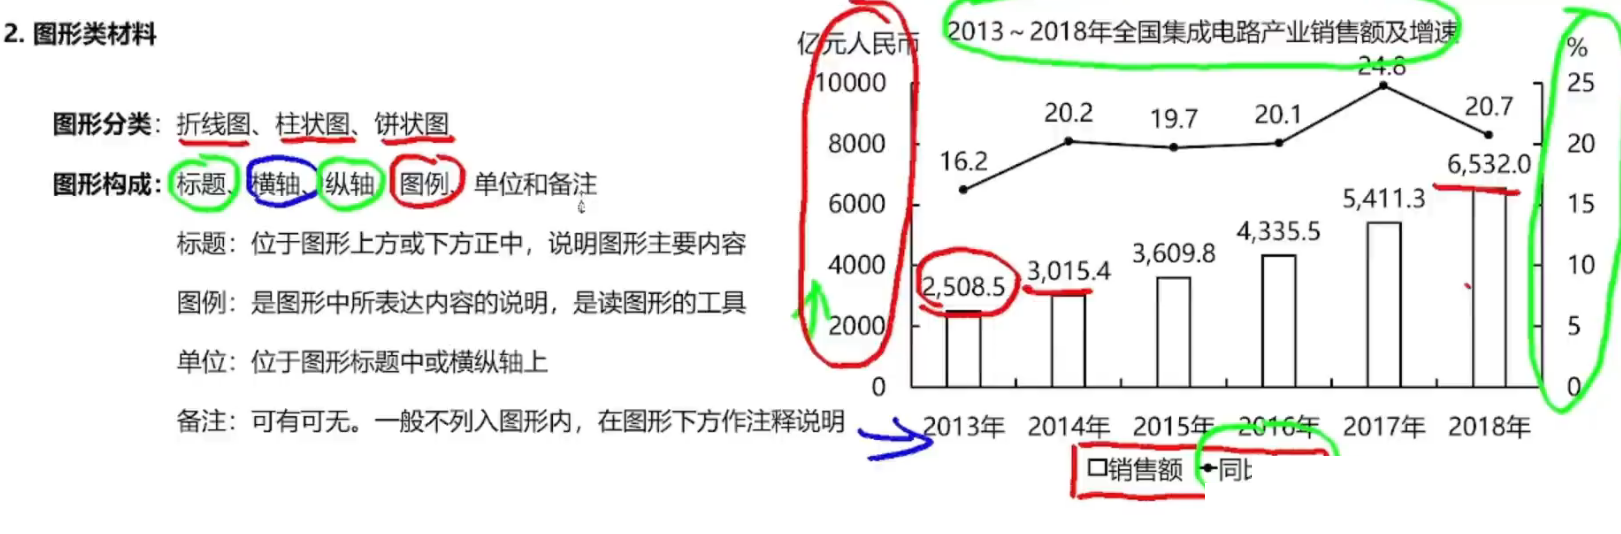 2. 图形类材料
图形分类：折线图、柱状图、饼状图
图形构成：标题、横轴、纵轴、图例、单位和备注
标题：位于图形上方或下方正中，说明图形主要内容
图例：是图形中所表达内容的说明，是读图形的工具
单位：位于图形标题中或横纵轴上
备注：可有可无。一般不列入图形内，在图形下方作注释说明
2013～2018年全国集成电路产业销售额及增速
亿元人民币
%
10000
8000
6000
4000
2000
0
25
20
15
10
5
0
16.2
20.2
19.7
20.1
24.8
20.7
2,508.5
3,015.4
3,609.8
4,335.5
5,411.3
6,532.0
2013年 2014年 2015年 2016年 2017年 2018年
销售额 同